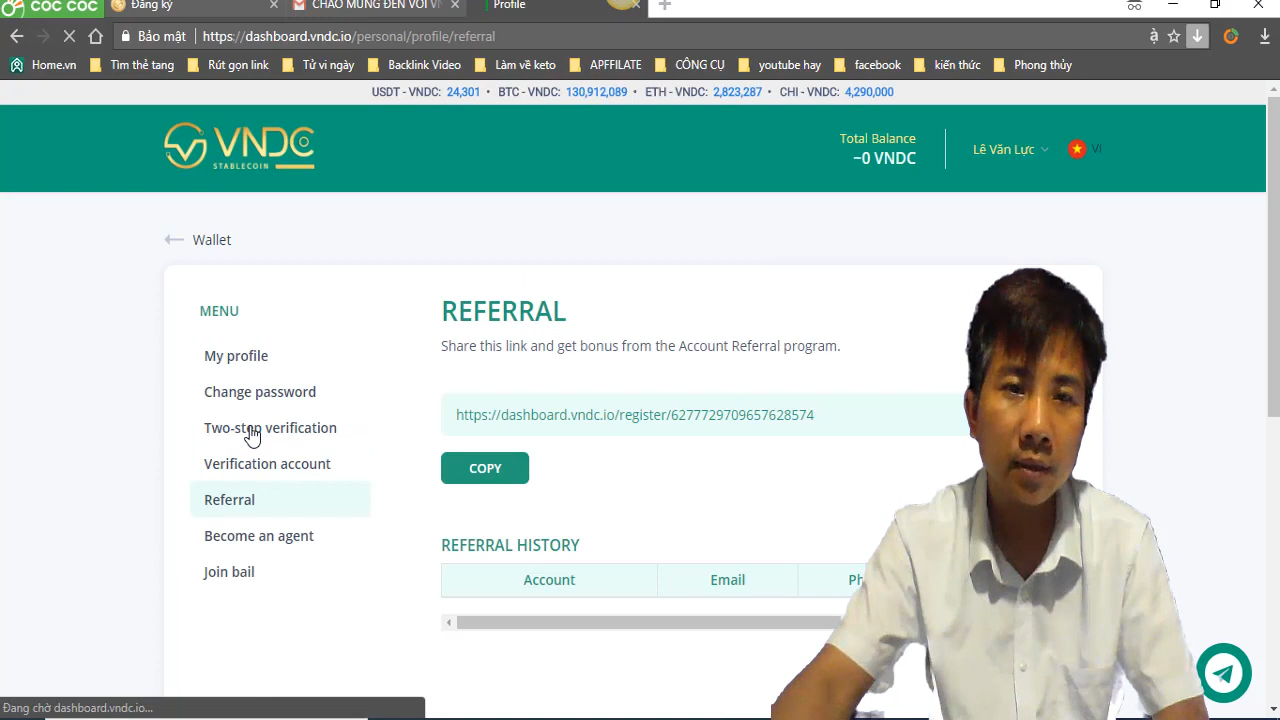 CỐC CỐC
Đăng ký
CHÀO MỪNG ĐẾN VỚI VN
Profile
Bảo mật
https://dashboard.vndc.io/personal/profile/referral
Home.vn
Tìm thẻ tang
Rút gọn link
Tử vi ngày
Backlink Video
Làm về keto
APFFILATE
CÔNG CỤ
youtube hay
facebook
kiến thức
Phong thủy
USDT - VNDC: 24,301 • BTC - VNDC: 130,912,089 • ETH - VNDC: 2,823,287 • CHI - VNDC: 4,290,000
VNDC
STABLECOIN
Total Balance
~0 VNDC
Lê Văn Lực
VI
Wallet
MENU
My profile
Change password
Two-step verification
Verification account
Referral
Become an agent
Join bail
REFERRAL
Share this link and get bonus from the Account Referral program.
https://dashboard.vndc.io/register/6277729709657628574
COPY
REFERRAL HISTORY
Account
Email
Đang chờ dashboard.vndc.io...